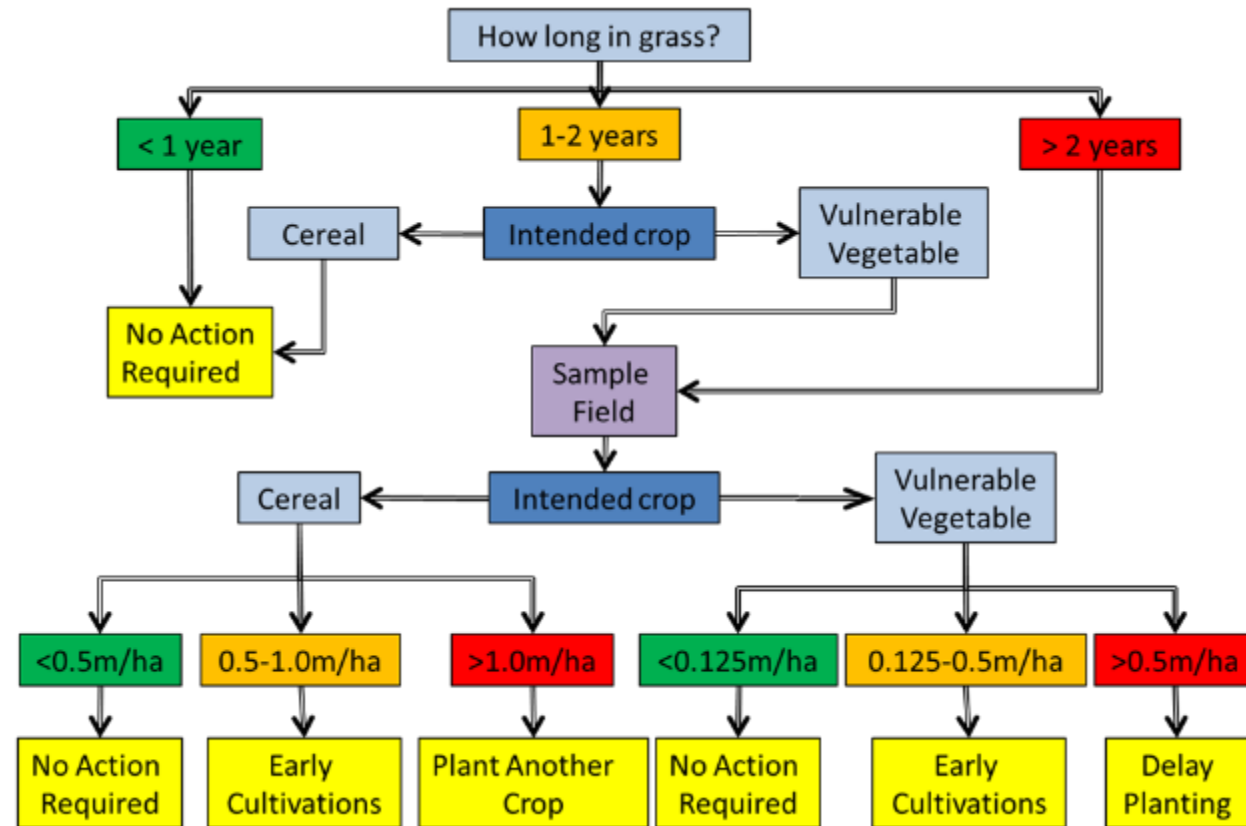 How long in grass?
< 1 year
1-2 years
> 2 years
Cereal
Intended crop
Vulnerable
Vegetable
No Action
Required
Sample
Field
Cereal
Intended crop
Vulnerable
Vegetable
<0.5m/ha
0.5-1.0m/ha
>1.0m/ha
<0.125m/ha
0.125-0.5m/ha
>0.5m/ha
No Action
Required
Early
Cultivations
Plant Another
Crop
No Action
Required
Early
Cultivations
Delay
Planting